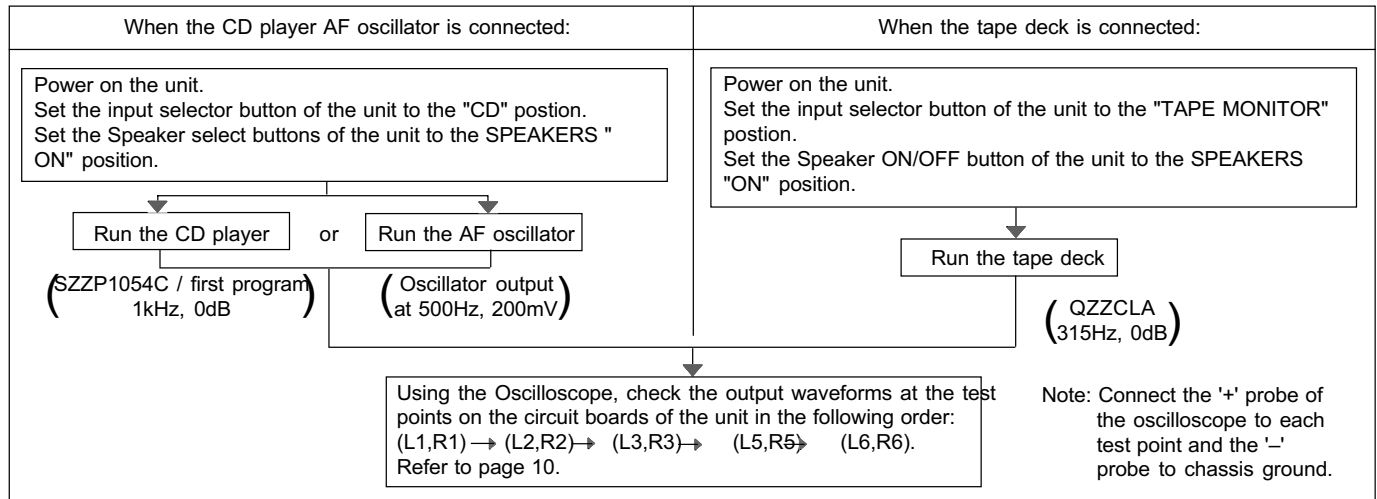 When the CD player AF oscillator is connected:
Power on the unit.
Set the input selector button of the unit to the "CD" postion.
Set the Speaker select buttons of the unit to the SPEAKERS "
ON" position.
Run the CD player
or
Run the AF oscillator
(SZZP1054C / first program
1kHz, 0dB)
(Oscillator output
at 500Hz, 200mV)
When the tape deck is connected:
Power on the unit.
Set the input selector button of the unit to the "TAPE MONITOR"
postion.
Set the Speaker ON/OFF button of the unit to the SPEAKERS
"ON" position.
Run the tape deck
(QZZCLA
315Hz, 0dB)
Using the Oscilloscope, check the output waveforms at the test
points on the circuit boards of the unit in the following order:
(L1,R1) → (L2,R2) → (L3,R3) → (L5,R5) → (L6,R6).
Refer to page 10.
Note: Connect the '+' probe of
the oscilloscope to each
test point and the '–'
probe to chassis ground.